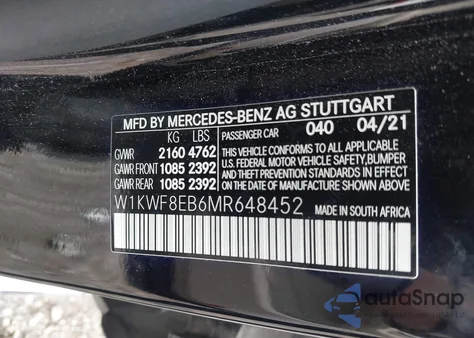 MFD BY MERCEDES-BENZ AG STUTTGART
KG LBS
GVWR 2160 4762
GAWR FRONT 1085 2392
GAWR REAR 1085 2392
PASSENGER CAR 040 04/21
THIS VEHICLE CONFORMS TO ALL APPLICABLE
U.S. FEDERAL MOTOR VEHICLE SAFETY, BUMPER
AND THEFT PREVENTION STANDARDS IN EFFECT
ON THE DATE OF MANUFACTURE SHOWN ABOVE.
W1KWF8EB6MR648452 MADE IN SOUTH AFRICA
autaSnap